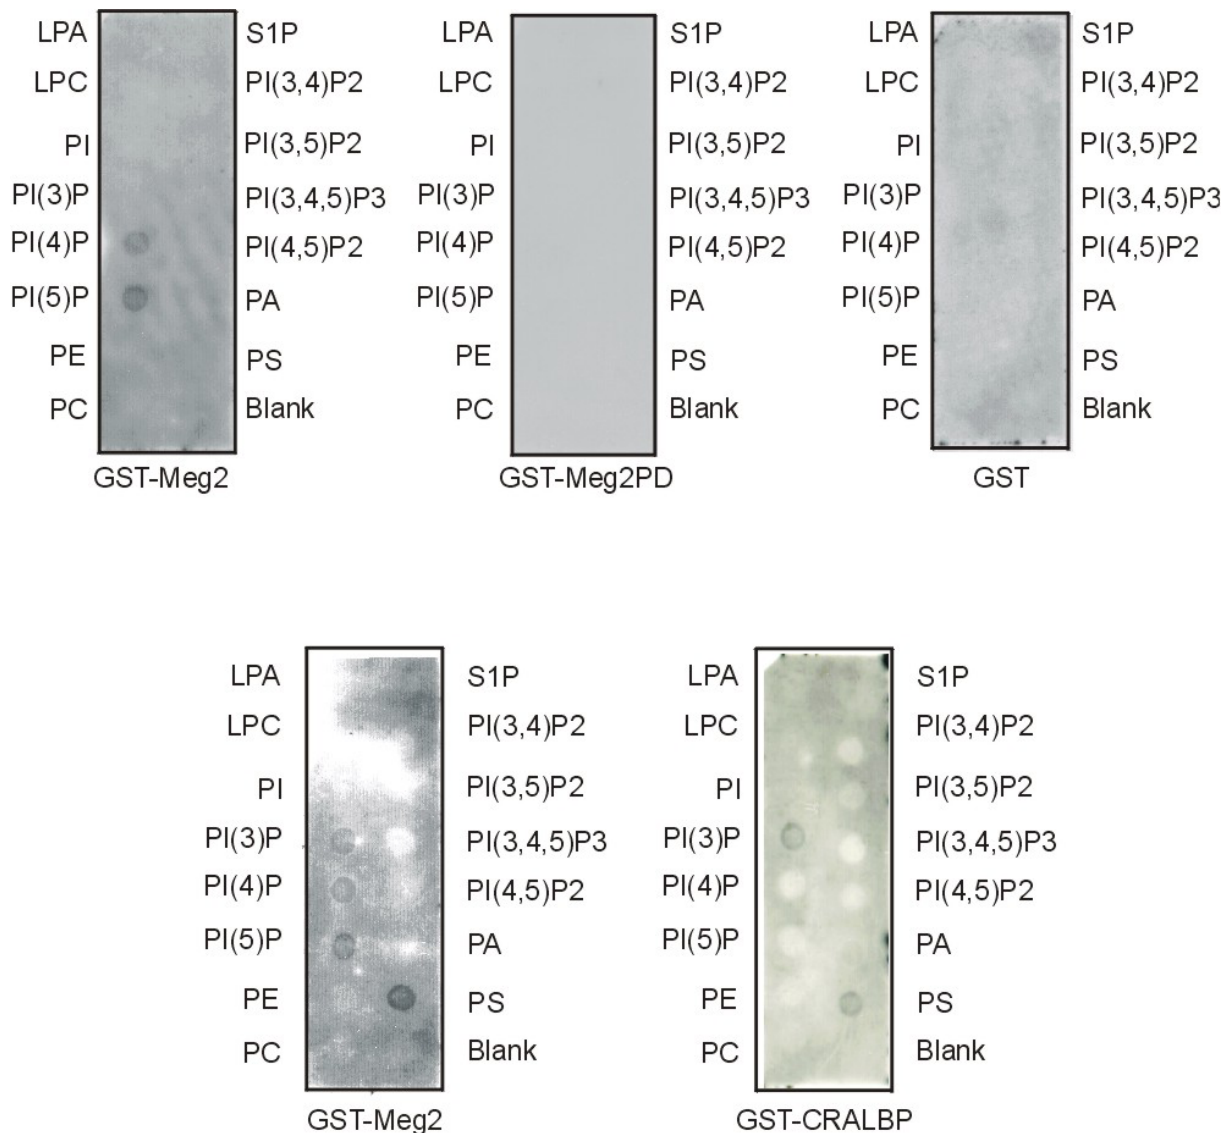 LPA S1P LPA S1P LPA S1P
LPC PI(3,4)P2 LPC PI(3,4)P2 LPC PI(3,4)P2
PI PI(3,5)P2 PI PI(3,5)P2 PI PI(3,5)P2
PI(3)P PI(3,4,5)P3 PI(3)P PI(3,4,5)P3 PI(3)P PI(3,4,5)P3
PI(4)P PI(4,5)P2 PI(4)P PI(4,5)P2 PI(4)P PI(4,5)P2
PI(5)P PA PI(5)P PA PI(5)P PA
PE PS PE PS PE PS
PC Blank PC Blank PC Blank
GST-Meg2 GST-Meg2PD GST
LPA S1P LPA S1P
LPC PI(3,4)P2 LPC PI(3,4)P2
PI PI(3,5)P2 PI PI(3,5)P2
PI(3)P PI(3,4,5)P3 PI(3)P PI(3,4,5)P3
PI(4)P PI(4,5)P2 PI(4)P PI(4,5)P2
PI(5)P PA PI(5)P PA
PE PS PE PS
PC Blank PC Blank
GST-Meg2 GST-CRALBP